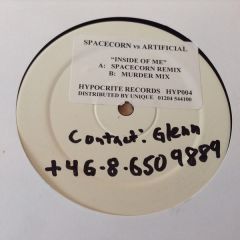 SPACECORN vs ARTIFICIAL
"INSIDE OF ME"
A: SPACECORN REMIX
B: MURDER MIX
HYPOCRITE RECORDS HYP004
DISTRIBUTED BY UNIQUE 01204 544100
Contact: Glenn
+46-8-6509889